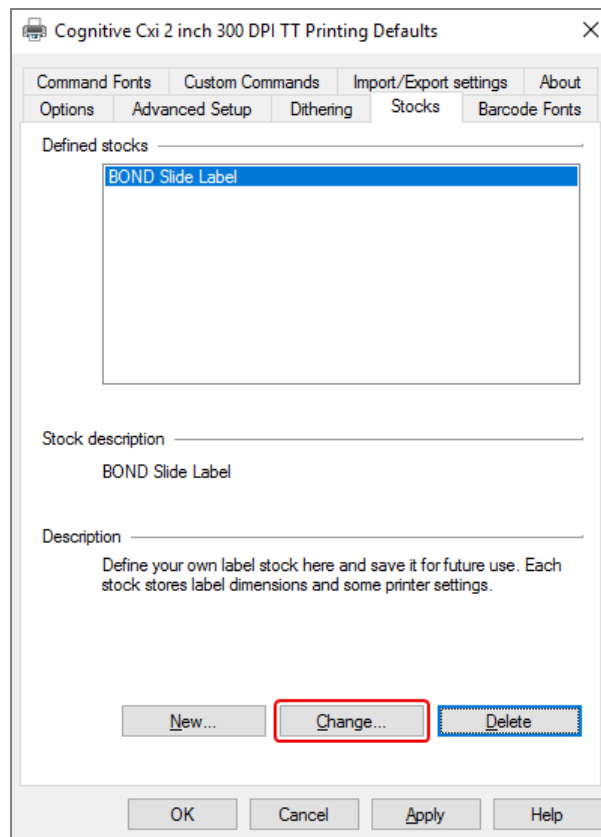 Cognitive Cxi 2 inch 300 DPI TT Printing Defaults
Command Fonts Custom Commands Import/Export settings About
Options Advanced Setup Dithering Stocks Barcode Fonts
Defined stocks
BOND Slide Label
Stock description
BOND Slide Label
Description
Define your own label stock here and save it for future use. Each
stock stores label dimensions and some printer settings.
New... Change... Delete
OK Cancel Apply Help